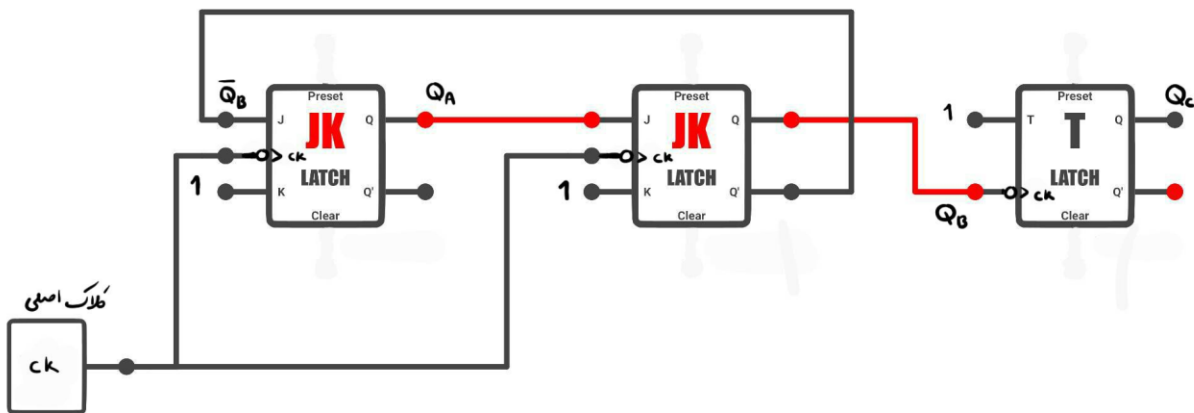 Q̅B
Preset
J
JK
Q
ck
LATCH
1
K
Q'
Clear
QA
Preset
J
JK
Q
ck
LATCH
1
K
Q'
Clear
QB
1
Preset
T
T
Q
ck
LATCH
Q'
Clear
Qc
کلاک اصلی
ck